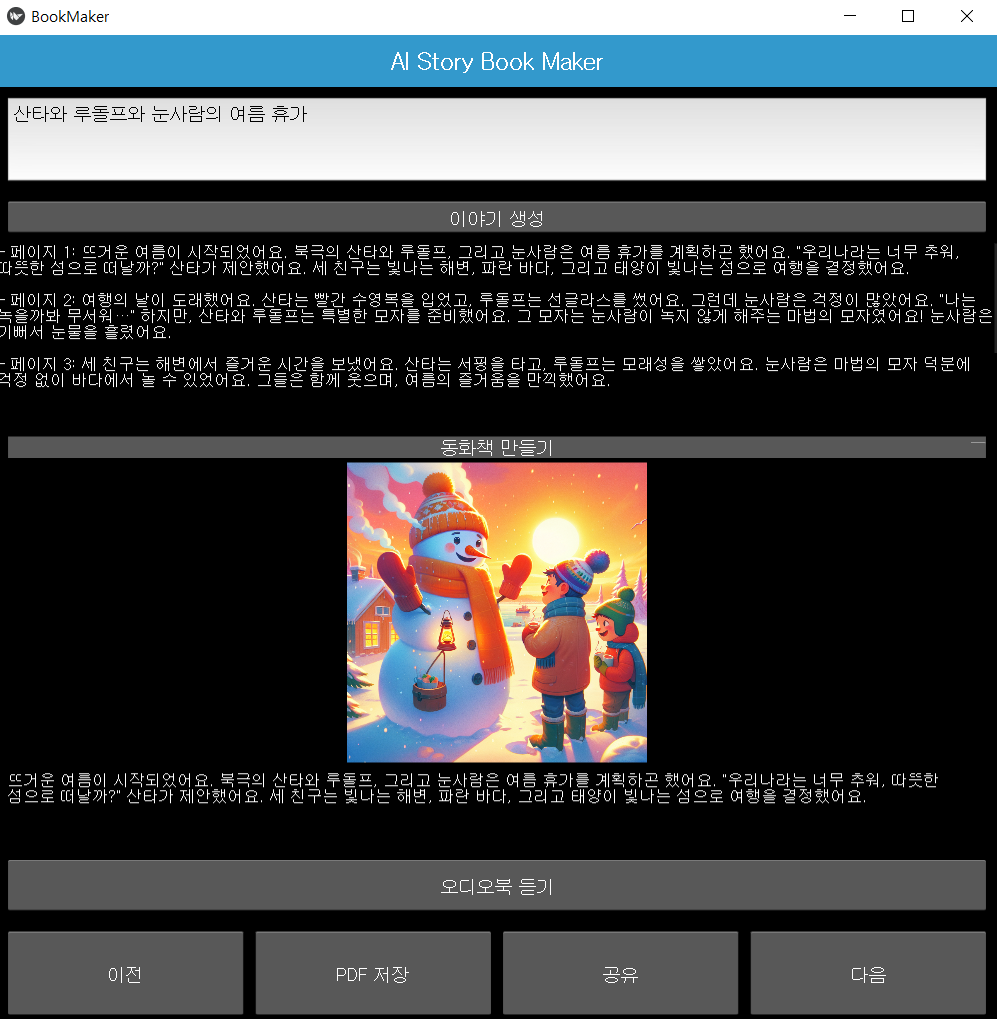 BookMaker
AI Story Book Maker
산타와 루돌프와 눈사람의 여름 휴가
이야기 생성
- 페이지 1: 뜨거운 여름이 시작되었어요. 북극의 산타와 루돌프, 그리고 눈사람은 여름 휴가를 계획하곤 했어요. "우리나라는 너무 추워,
따뜻한 섬으로 떠날까?" 산타가 제안했어요. 세 친구는 빛나는 해변, 파란 바다, 그리고 태양이 빛나는 섬으로 여행을 결정했어요.
- 페이지 2: 여행의 날이 도래했어요. 산타는 빨간 수영복을 입었고, 루돌프는 선글라스를 썼어요. 그런데 눈사람은 걱정이 많았어요. "나는
녹을까봐 무서워…" 하지만, 산타와 루돌프는 특별한 모자를 준비했어요. 그 모자는 눈사람이 녹지 않게 해주는 마법의 모자였어요! 눈사람은
기뻐서 눈물을 흘렸어요.
- 페이지 3: 세 친구는 해변에서 즐거운 시간을 보냈어요. 산타는 서핑을 타고, 루돌프는 모래성을 쌓았어요. 눈사람은 마법의 모자 덕분에
걱정 없이 바다에서 놀 수 있었어요. 그들은 함께 웃으며, 여름의 즐거움을 만끽했어요.
동화책 만들기
뜨거운 여름이 시작되었어요. 북극의 산타와 루돌프, 그리고 눈사람은 여름 휴가를 계획하곤 했어요. "우리나라는 너무 추워, 따뜻한
섬으로 떠날까?" 산타가 제안했어요. 세 친구는 빛나는 해변, 파란 바다, 그리고 태양이 빛나는 섬으로 여행을 결정했어요.
오디오북 듣기
이전
PDF 저장
공유
다음